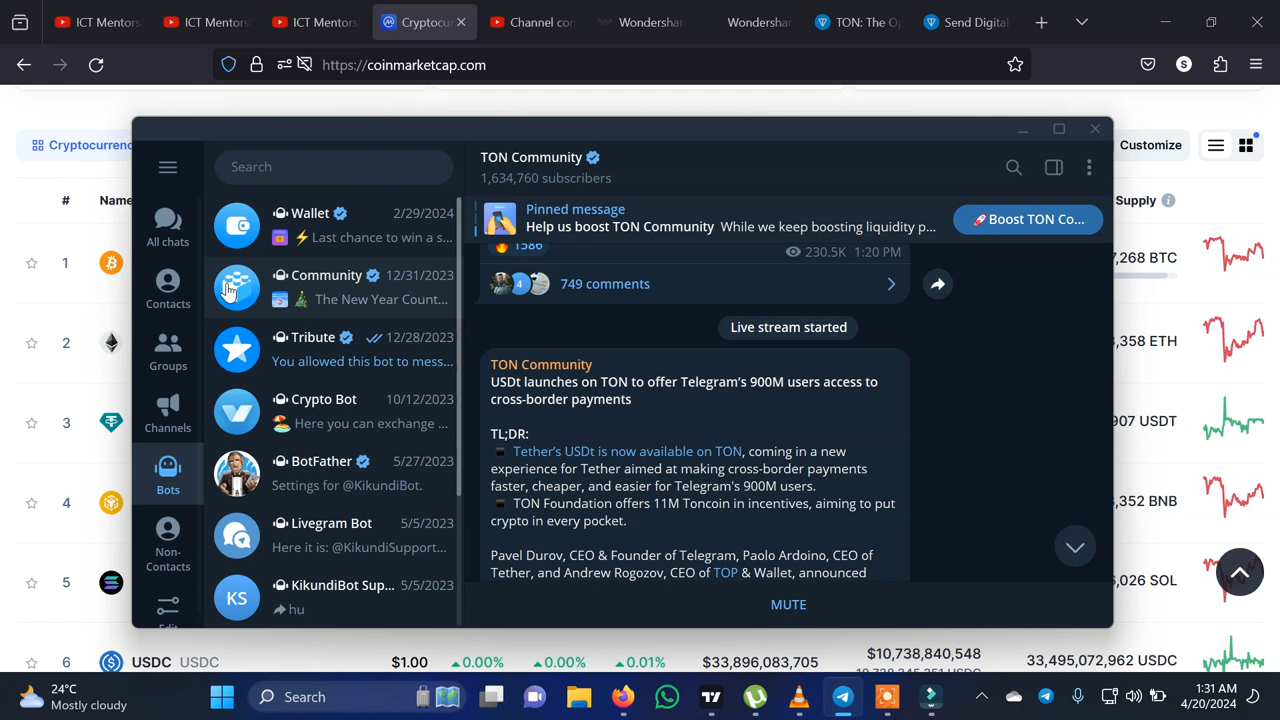 ICT Mentors
ICT Mentors
ICT Mentors
Cryptocur
Channel con
Wondersha
Wondersha
TON: The O
Send Digital
https://coinmarketcap.com
S
Cryptocurrenc
Customize
#
Name
Supply
1
2
3
4
5
6
USDC USDC
$1.00
0.00%
0.00%
0.01%
$33,896,083,705
$10,738,840,548
33,495,072,962 USDC
,268 BTC
,358 ETH
907 USDT
,352 BNB
,026 SOL
All chats
Contacts
Groups
Channels
Bots
Non-
Contacts
Edit
Search
Wallet
2/29/2024
⚡Last chance to win a s...
Community
12/31/2023
The New Year Count...
Tribute
12/28/2023
You allowed this bot to mess...
Crypto Bot
10/12/2023
Here you can exchange ...
BotFather
5/27/2023
Settings for @KikundiBot.
Livegram Bot
5/5/2023
Here it is: @KikundiSupport...
KS
KikundiBot Sup...
5/5/2023
hu
TON Community
1,634,760 subscribers
Pinned message
Help us boost TON Community While we keep boosting liquidity p...
🚀Boost TON Co...
1586
230.5K 1:20 PM
4
749 comments
Live stream started
TON Community
USDt launches on TON to offer Telegram's 900M users access to
cross-border payments
TL;DR:
Tether's USDt is now available on TON, coming in a new
experience for Tether aimed at making cross-border payments
faster, cheaper, and easier for Telegram's 900M users.
TON Foundation offers 11M Toncoin in incentives, aiming to put
crypto in every pocket.
Pavel Durov, CEO & Founder of Telegram, Paolo Ardoino, CEO of
Tether, and Andrew Rogozov, CEO of TOP & Wallet, announced
MUTE
24°C
Mostly cloudy
Search
1:31 AM
4/20/2024